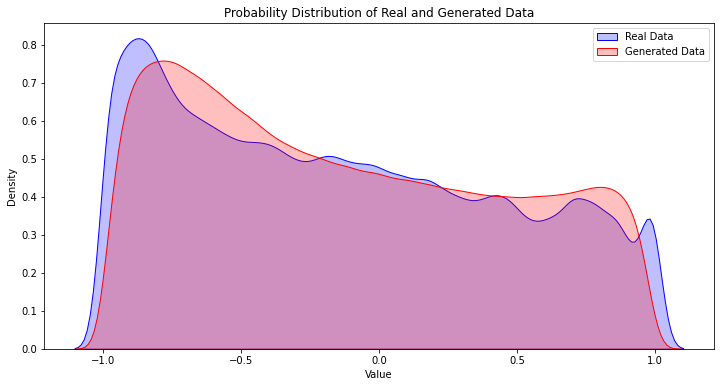 Probability Distribution of Real and Generated Data
Real Data
Generated Data
0.8
0.7
0.6
0.5
0.4
0.3
0.2
0.1
0.0
Density
−1.0 −0.5 0.0 0.5 1.0
Value